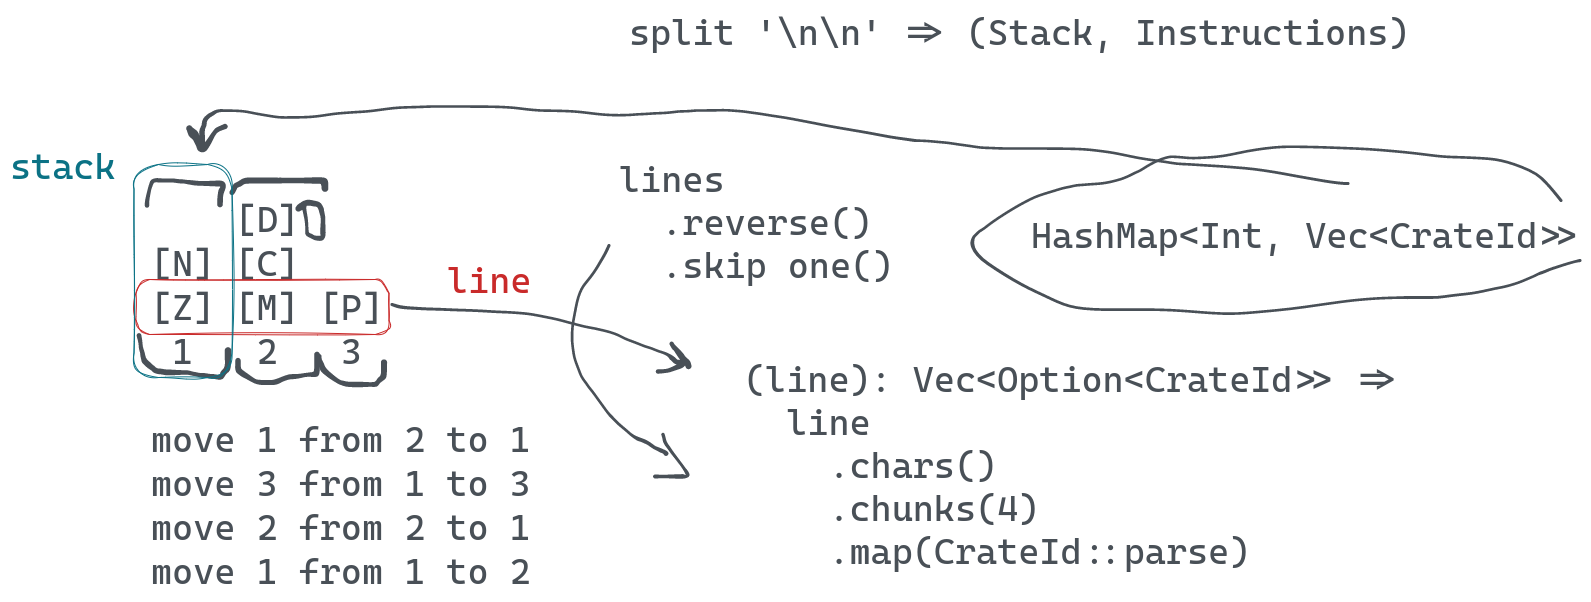 split '\n\n' => (Stack, Instructions)
stack
[D]
[N] [C]
[Z] [M] [P]
1 2 3
line
move 1 from 2 to 1
move 3 from 1 to 3
move 2 from 2 to 1
move 1 from 1 to 2
lines
.reverse()
.skip one()
HashMap<Int, Vec<CrateId>>
(line): Vec<Option<CrateId>> =>
line
.chars()
.chunks(4)
.map(CrateId::parse)